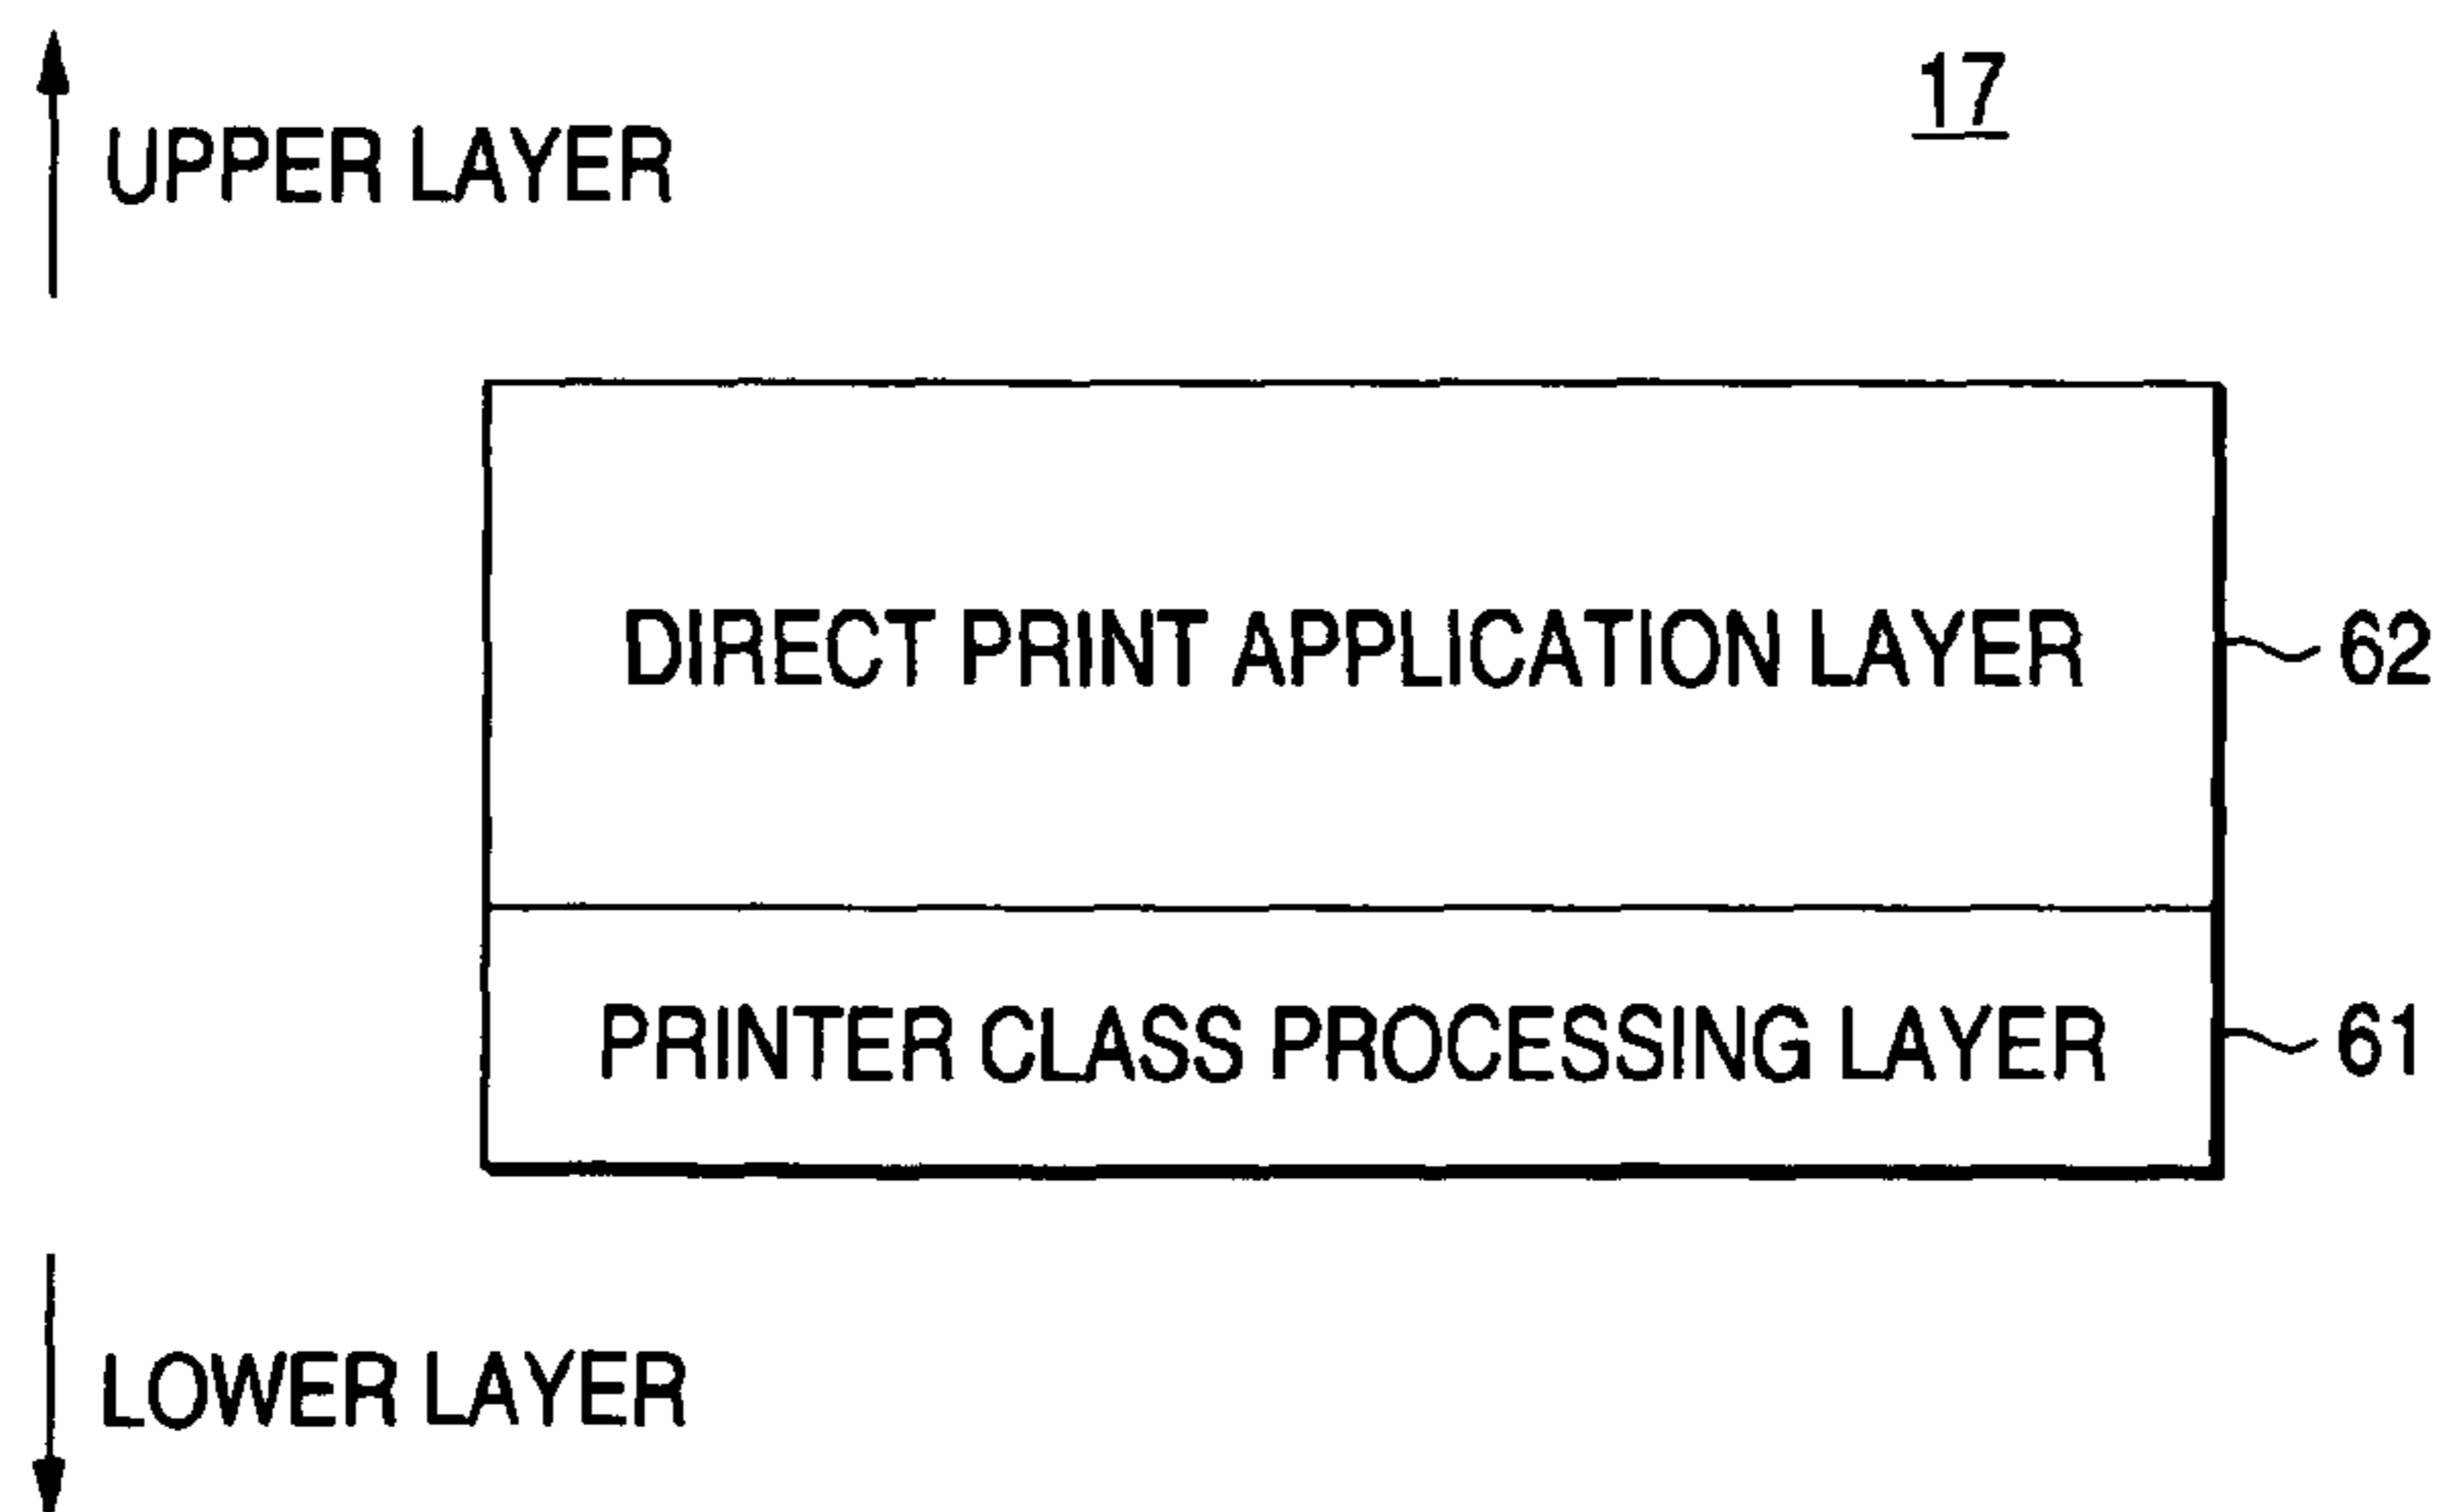 17
UPPER LAYER
DIRECT PRINT APPLICATION LAYER
62
PRINTER CLASS PROCESSING LAYER
61
LOWER LAYER